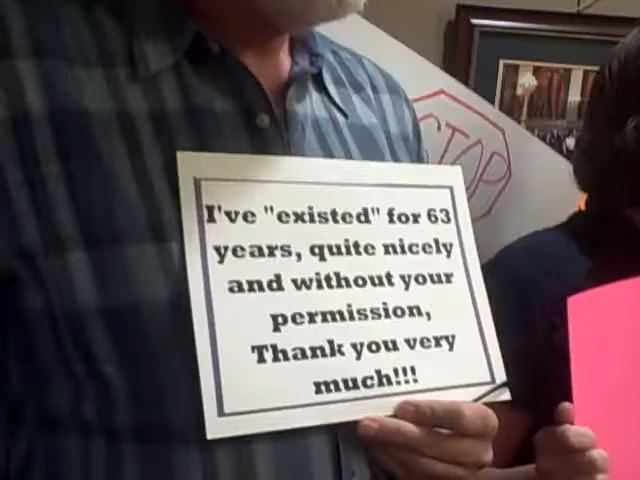 STOP
I've "existed" for 63
years, quite nicely
and without your
permission,
Thank you very
much!!!